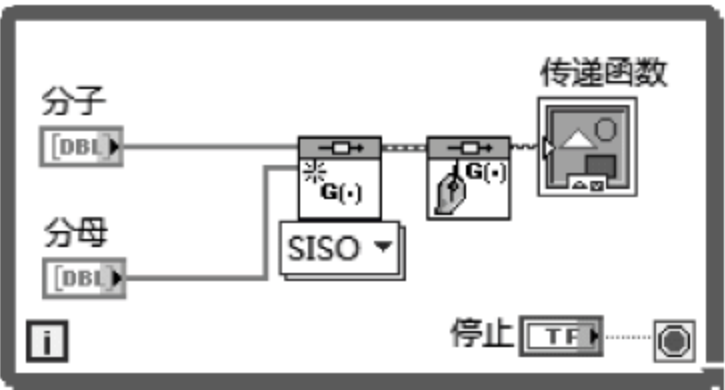 传递函数
分子
[DBL]
G(·)
G(·)
分母
SISO
[DBL]
停止
TF
i